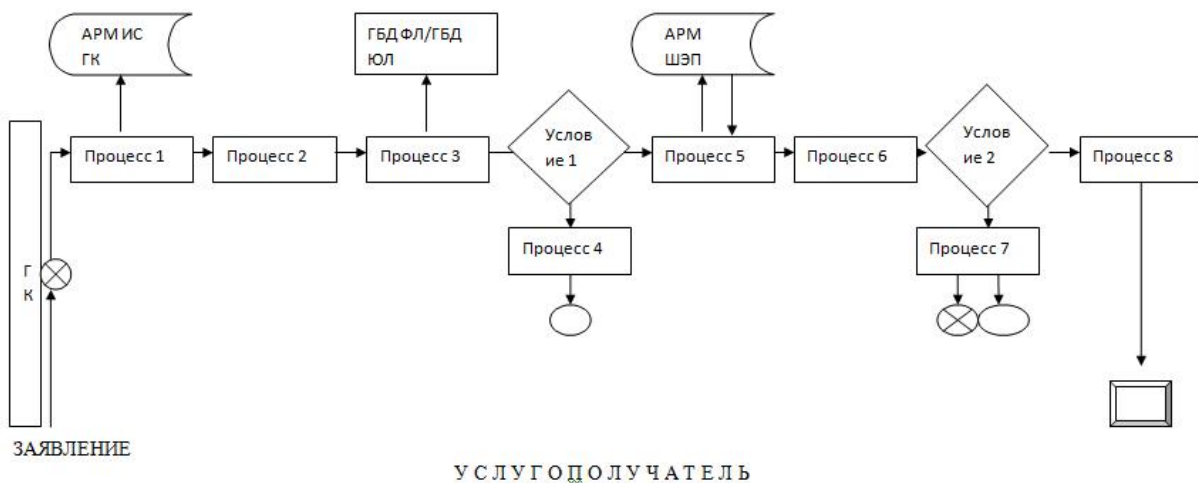 АРМ ИС
ГК
ГБД ФЛ/ГБД
ЮЛ
АРМ
ШЭП
Процесс 1
Процесс 2
Процесс 3
Услов
ие 1
Процесс 5
Процесс 6
Услов
ие 2
Процесс 8
Процесс 4
Процесс 7
Г
К
ЗАЯВЛЕНИЕ
У С Л У Г О П О Л У Ч А Т Е Л Ь